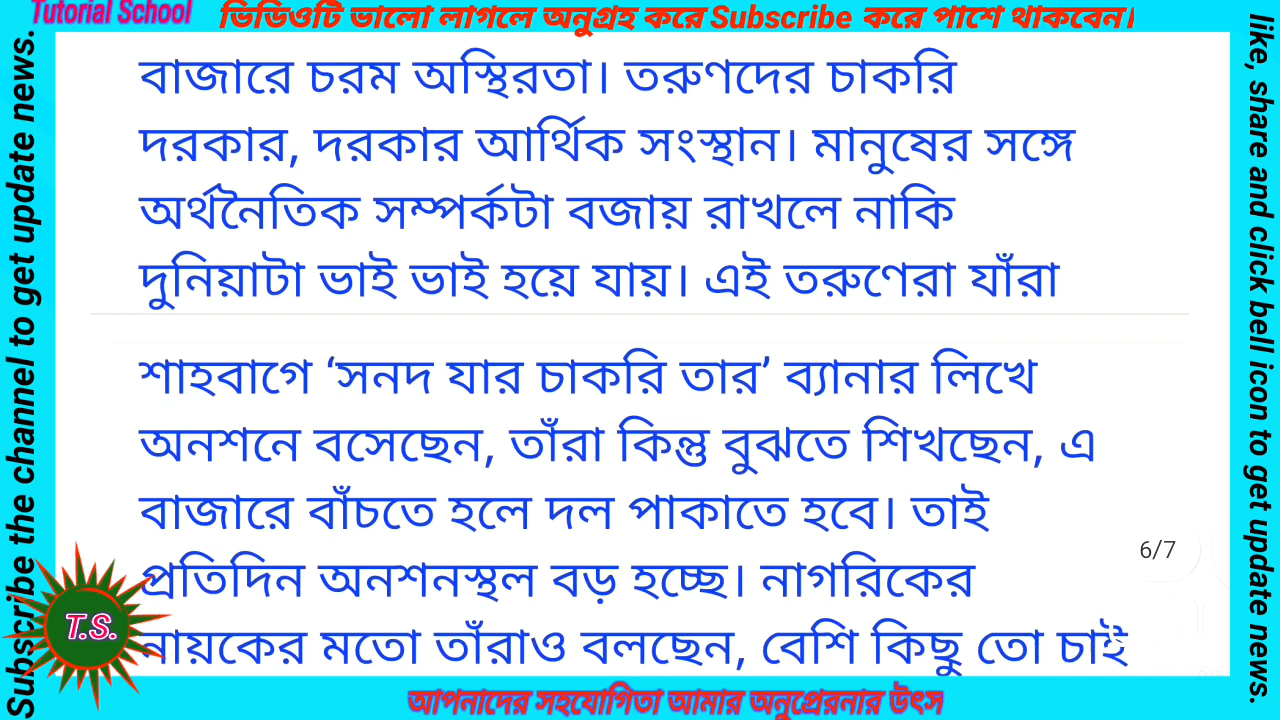 Tutorial School
ভিডিওটি ভালো লাগলে অনুগ্রহ করে Subscribe করে পাশে থাকবেন।
Subscribe the channel to get update news.
বাজারে চরম অস্থিরতা। তরুণদের চাকরি
দরকার, দরকার আর্থিক সংস্থান। মানুষের সঙ্গে
অর্থনৈতিক সম্পর্কটা বজায় রাখলে নাকি
দুনিয়াটা ভাই ভাই হয়ে যায়। এই তরুণেরা যাঁরা
শাহবাগে ‘সনদ যার চাকরি তার’ ব্যানার লিখে
অনশনে বসেছেন, তাঁরা কিন্তু বুঝতে শিখছেন, এ
বাজারে বাঁচতে হলে দল পাকাতে হবে। তাই
প্রতিদিন অনশনস্থল বড় হচ্ছে। নাগরিকের
নায়কের মতো তাঁরাও বলছেন, বেশি কিছু তো চাই
6/7
T.S.
like, share and click bell icon to get update news.
আপনাদের সহযোগিতা আমার অনুপ্রেরনার উৎস